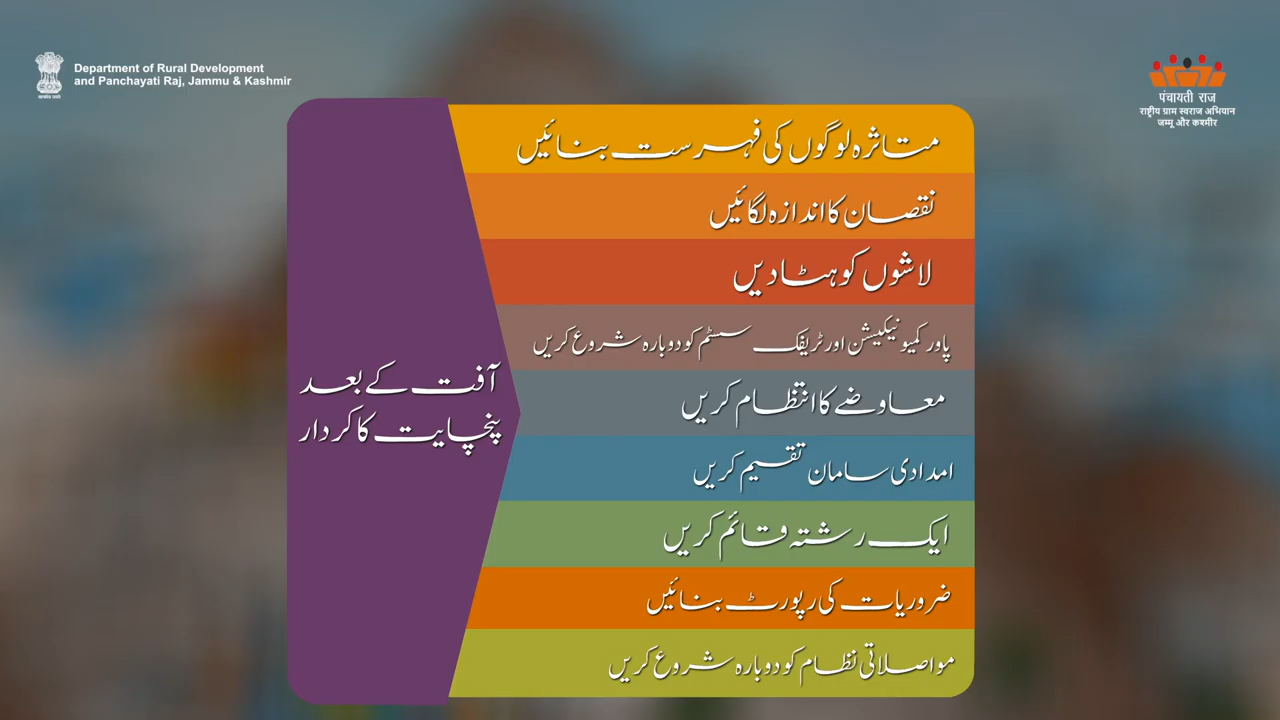 Department of Rural Development
and Panchayati Raj, Jammu & Kashmir
पंचायती राज
राष्ट्रीय ग्राम स्वराज अभियान
जम्मू और कश्मीर
آفت کے بعد
پنچایت کا کردار
متاثرہ لوگوں کی فہرست بنائیں
نقصان کا اندازہ لگائیں
لاشوں کو ہٹا دیں
پاور کمیونیکیشن اور ٹریفک سسٹم کو دوبارہ شروع کریں
معاوضے کا انتظام کریں
امدادی سامان تقسیم کریں
ایک رشتہ قائم کریں
ضروریات کی رپورٹ بنائیں
مواصلاتی نظام کو دوبارہ شروع کریں